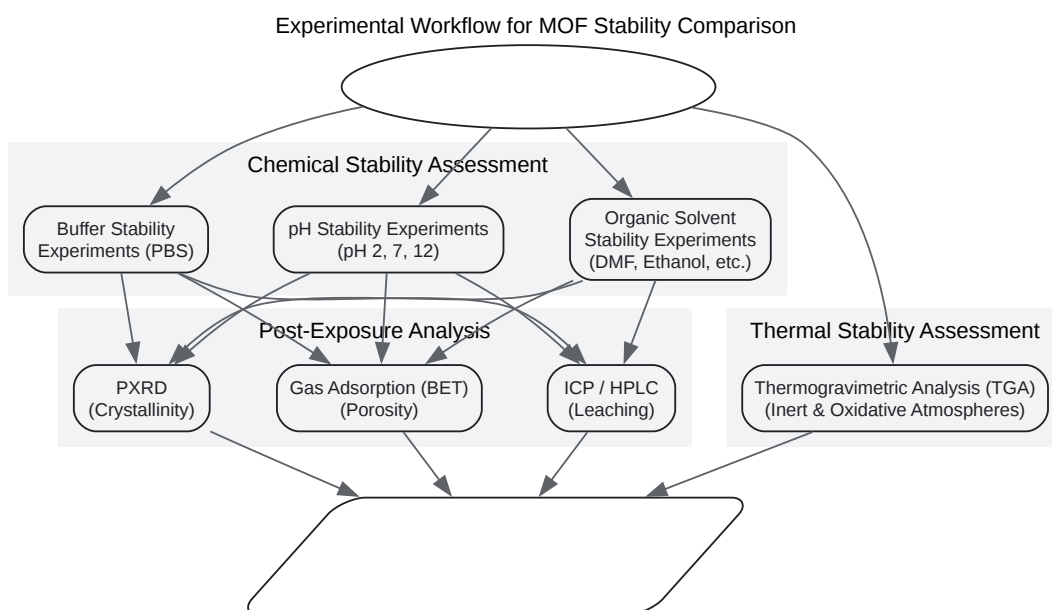 Experimental Workflow for MOF Stability Comparison
Chemical Stability Assessment
Buffer Stability
Experiments (PBS)
pH Stability Experiments
(pH 2, 7, 12)
Organic Solvent
Stability Experiments
(DMF, Ethanol, etc.)
Post-Exposure Analysis
Thermal Stability Assessment
PXRD
(Crystallinity)
Gas Adsorption (BET)
(Porosity)
ICP / HPLC
(Leaching)
Thermogravimetric Analysis (TGA)
(Inert & Oxidative Atmospheres)